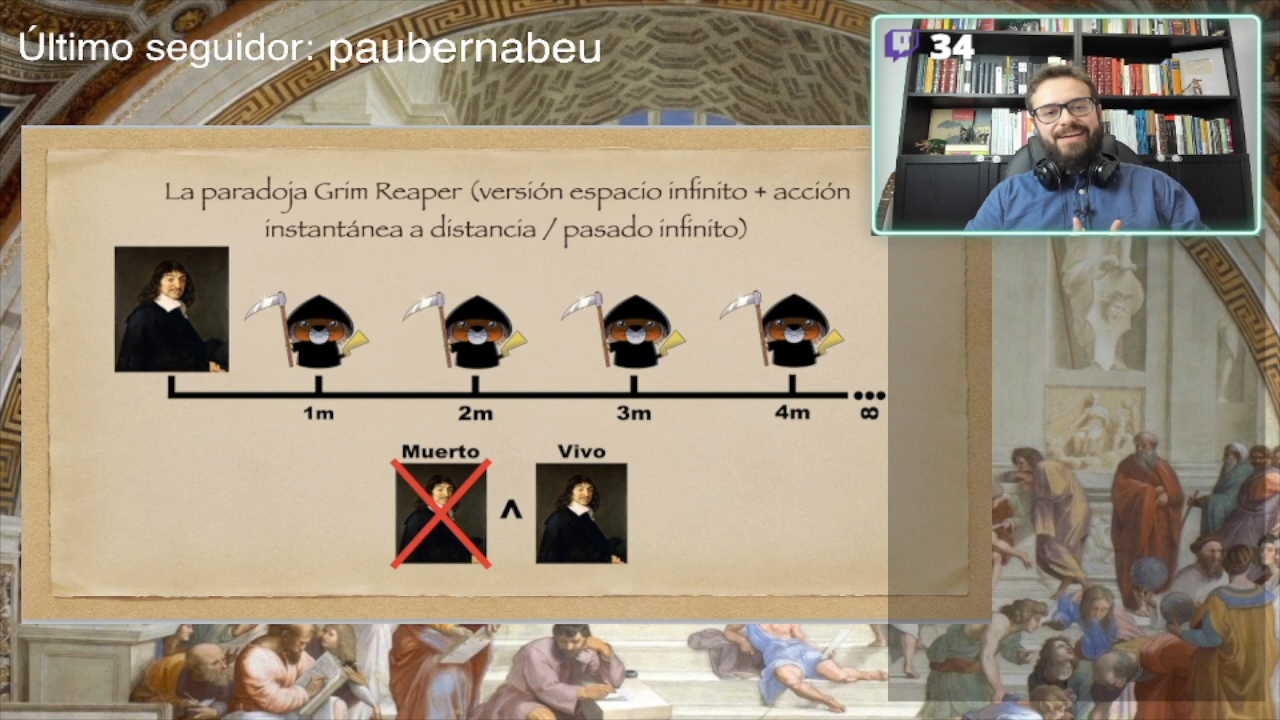 Último seguidor: paubernabeu
34
La paradoja Grim Reaper (versión espacio infinito + acción
instantánea a distancia / pasado infinito)
1m 2m 3m 4m ∞
Muerto Vivo
∧